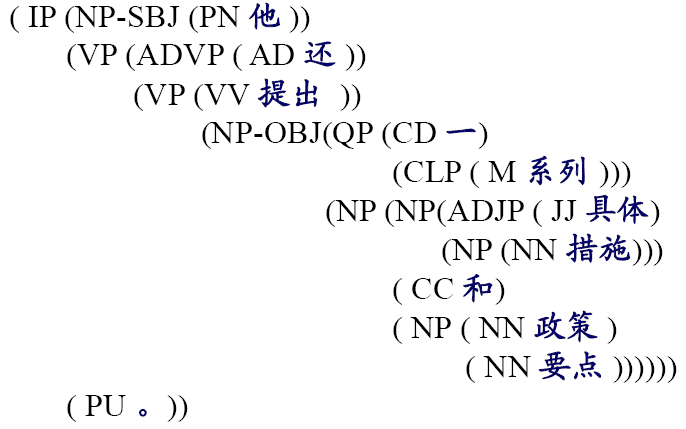 ( IP (NP-SBJ (PN 他 ))
(VP (ADVP ( AD 还 ))
(VP (VV 提出 ))
(NP-OBJ(QP (CD 一)
(CLP ( M 系列 )))
(NP (NP(ADJP ( JJ 具体)
(NP (NN 措施)))
( CC 和)
( NP ( NN 政策 )
( NN 要点 ))))))
( PU 。))